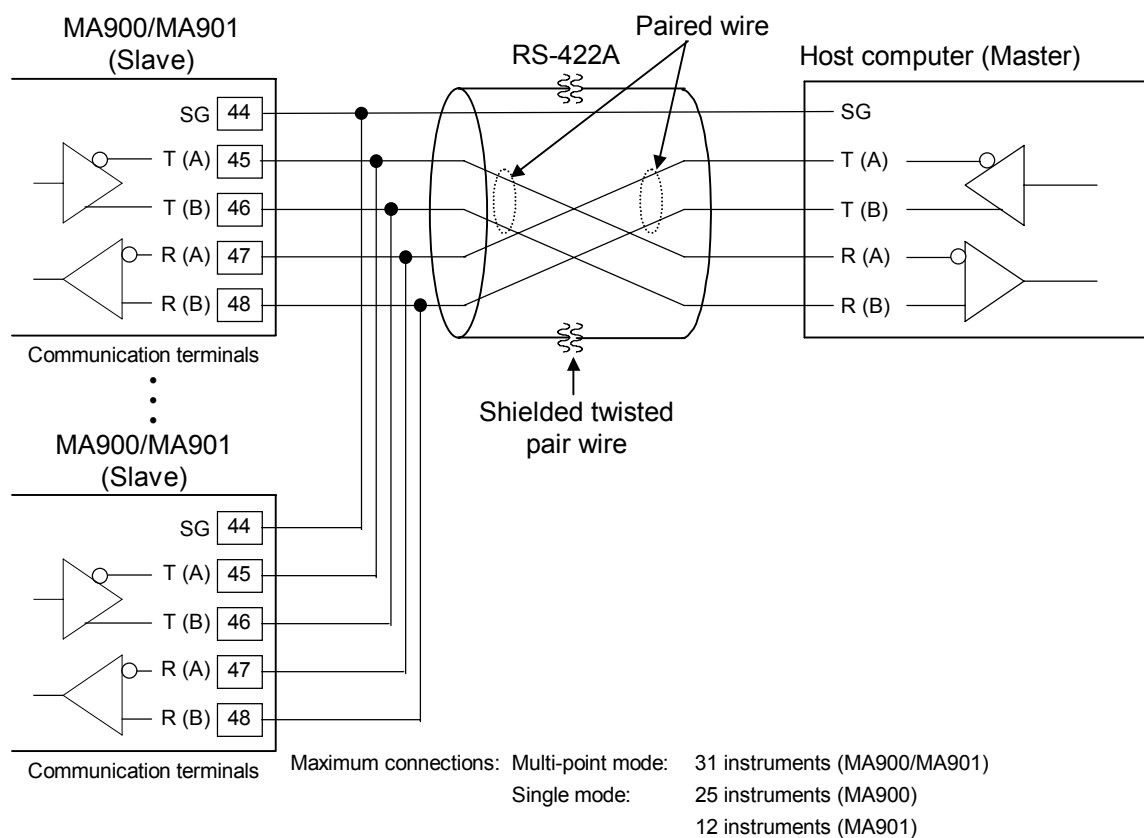 MA900/MA901
(Slave)
Paired wire
RS-422A
Host computer (Master)
SG 44
T (A) 45
T (B) 46
R (A) 47
R (B) 48
SG
T (A)
T (B)
R (A)
R (B)
Communication terminals
Shielded twisted
pair wire
MA900/MA901
(Slave)
SG 44
T (A) 45
T (B) 46
R (A) 47
R (B) 48
Communication terminals
Maximum connections: Multi-point mode: 31 instruments (MA900/MA901)
Single mode: 25 instruments (MA900)
12 instruments (MA901)